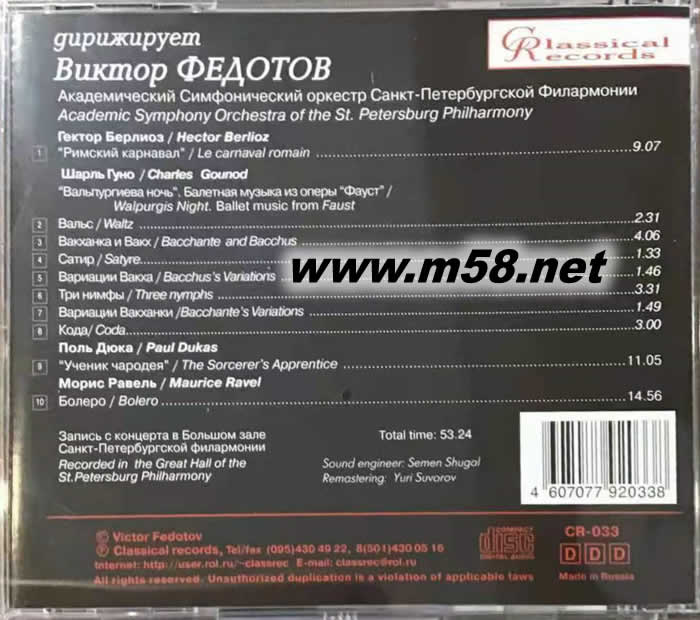 дирижирует
Виктор ФЕДОТОВ
Classical Records
Академический Симфонический оркестр Санкт-Петербургской Филармонии
Academic Symphony Orchestra of the St. Petersburg Philharmony
Гектор Берлиоз / Hector Berlioz
1 "Римский карнавал" / Le carnaval romain 9.07
Шарль Гуно / Charles Gounod
"Вальпургиева ночь". Балетная музыка из оперы "Фауст" /
Walpurgis Night. Ballet music from Faust
2 Вальс / Waltz 2.31
3 Вакханка и Вакх / Bacchante and Bacchus 4.06
4 Сатир / Satyre 1.33
5 Вариации Вакха / Bacchus's Variations 1.46
6 Три нимфы / Three nymphs 3.31
7 Вариации Вакханки /Bacchante's Variations 1.49
8 Кода/ Coda 3.00
www.m58.net
Поль Дюка / Paul Dukas
9 "Ученик чародея" / The Sorcerer's Apprentice 11.05
Морис Равель / Maurice Ravel
10 Болеро / Bolero 14.56
Запись с концерта в Большом зале
Санкт-Петербургской филармонии
Recorded in the Great Hall of the
St.Petersburg Philharmony
Total time: 53.24
Sound engineer: Semen Shugal
Remastering: Yuri Suvorov
4 607077 920338
© Victor Fedotov
℗ Classical records, Tel/fax (095)430 49 22, 8(501)430 05 16
Internet: http://user.rol.ru/~classrec E-mail: classrec@rol.ru
All rights reserved. Unauthorized duplication is a violation of applicable laws
COMPACT
disc
DIGITAL AUDIO
CR-033
DDD
Made in Russia